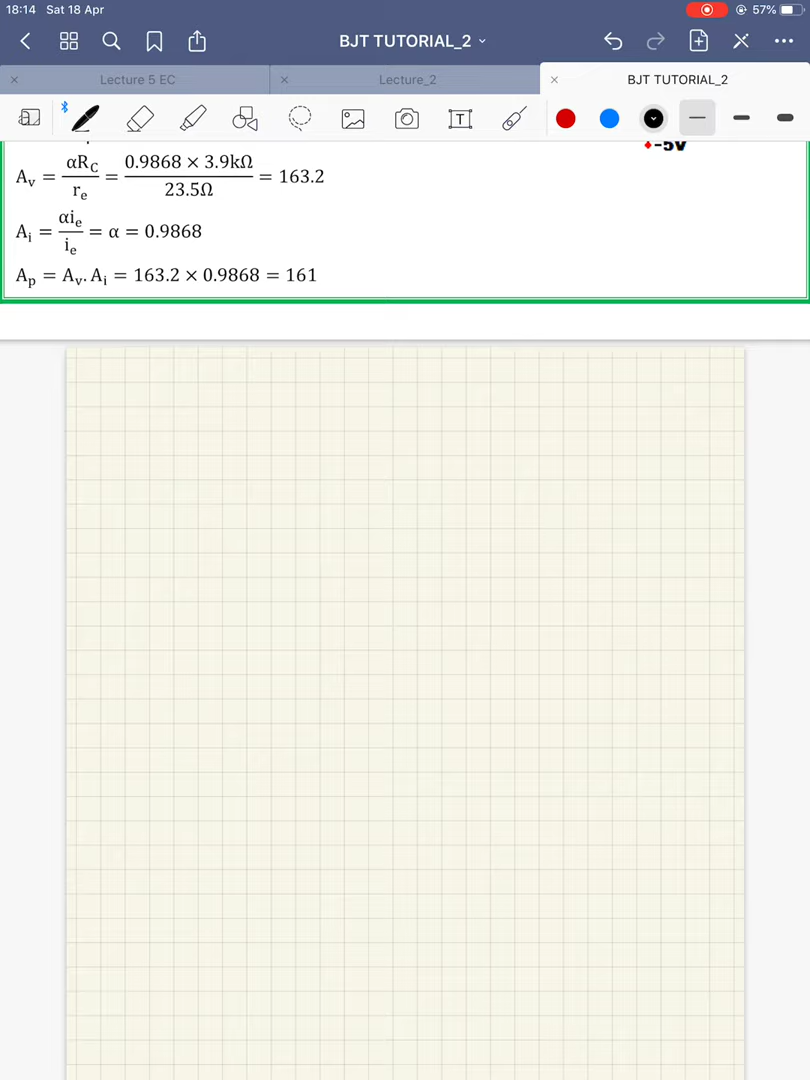 18:14 Sat 18 Apr 57%
BJT TUTORIAL_2
Lecture 5 EC Lecture_2 BJT TUTORIAL_2
-5V
A_v = αR_C / r_e = 0.9868 × 3.9kΩ / 23.5Ω = 163.2
A_i = αi_e / i_e = α = 0.9868
A_p = A_v. A_i = 163.2 × 0.9868 = 161